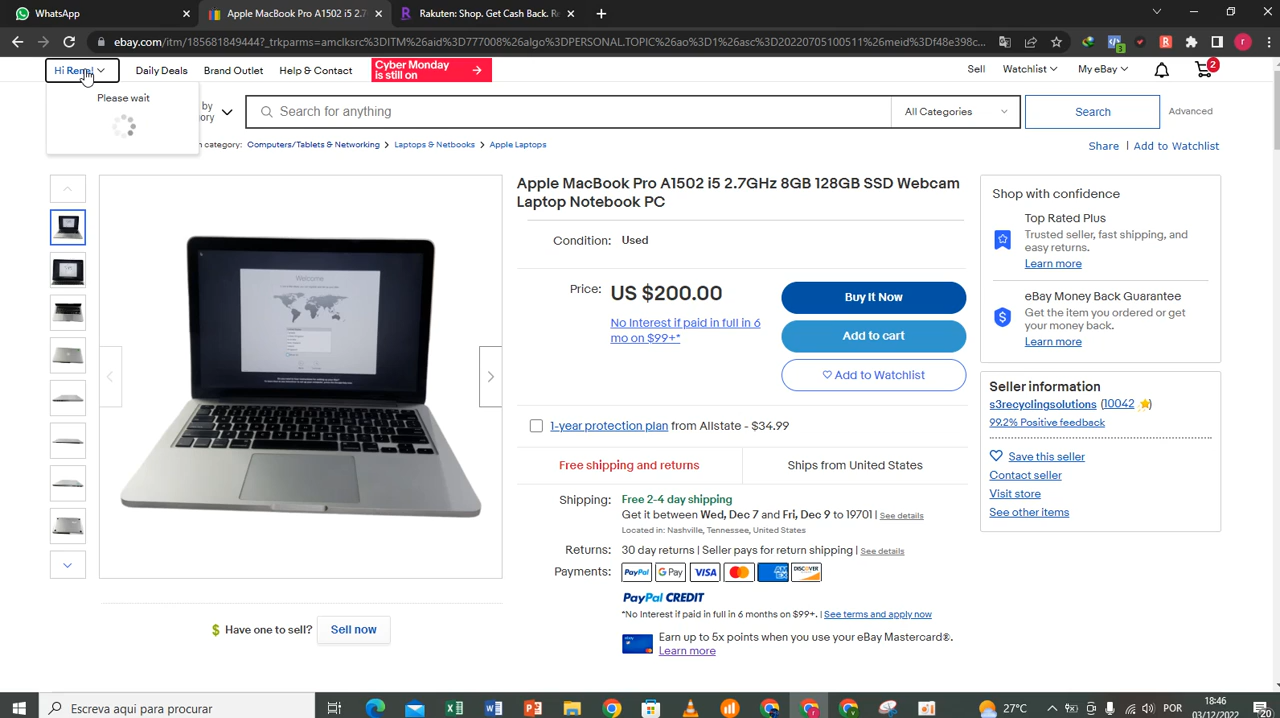 WhatsApp
Apple MacBook Pro A1502 i5 2.7
Rakuten: Shop. Get Cash Back. Re
ebay.com/itm/185681849444?_trkparms=amclksrc%3DITM%26aid%3D777008%26algo%3DPERSONAL.TOPIC%26ao%3D1%26asc%3D20220705100511%26meid%3Df48e398c...
Hi Rene!
Daily Deals
Brand Outlet
Help & Contact
Cyber Monday
is still on
Sell
Watchlist
My eBay
2
Please wait
by
ory
Search for anything
All Categories
Search
Advanced
n category:
Computers/Tablets & Networking
Laptops & Netbooks
Apple Laptops
Share | Add to Watchlist
Apple MacBook Pro A1502 i5 2.7GHz 8GB 128GB SSD Webcam
Laptop Notebook PC
Condition: Used
Price: US $200.00
No Interest if paid in full in 6
mo on $99+*
Buy It Now
Add to cart
Add to Watchlist
1-year protection plan from Allstate - $34.99
Free shipping and returns
Ships from United States
Shipping: Free 2-4 day shipping
Get it between Wed, Dec 7 and Fri, Dec 9 to 19701 | See details
Located in: Nashville, Tennessee, United States
Returns: 30 day returns | Seller pays for return shipping | See details
Payments: PayPal G Pay VISA DISCOVER
PayPal CREDIT
*No Interest if paid in full in 6 months on $99+. | See terms and apply now
Earn up to 5x points when you use your eBay Mastercard®.
Learn more
Shop with confidence
Top Rated Plus
Trusted seller, fast shipping, and
easy returns.
Learn more
eBay Money Back Guarantee
Get the item you ordered or get
your money back.
Learn more
Seller information
s3recyclingsolutions (10042)
99.2% Positive feedback
Save this seller
Contact seller
Visit store
See other items
Welcome
Have one to sell?
Sell now
Escreva aqui para procurar
27°C
POR
18:46
03/12/2022